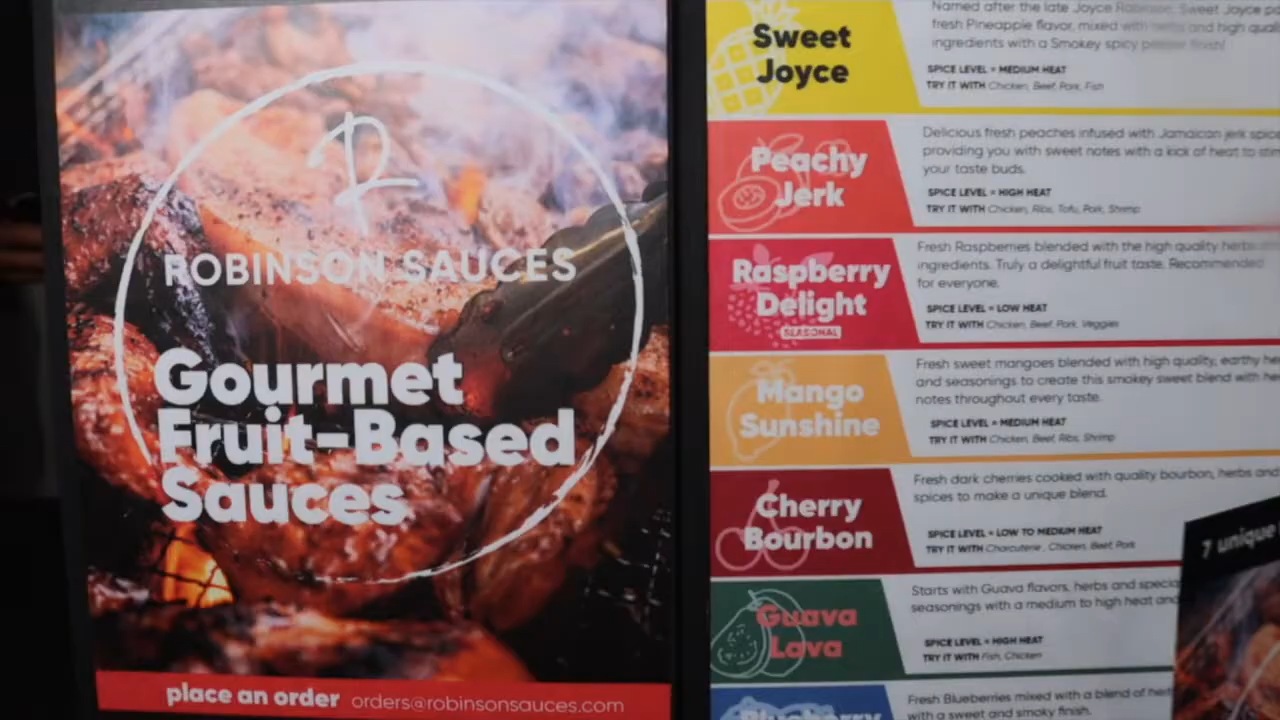 R
ROBINSON SAUCES
Gourmet
Fruit-Based
Sauces
place an order orders@robinsonsauces.com
Sweet
Joyce
Named after the late Joyce Robinson, Sweet Joyce
fresh Pineapple flavor, mixed with herbs and high
ingredients with a Smokey spicy pepper finish!
SPICE LEVEL = MEDIUM HEAT
TRY IT WITH Chicken, Beef, Pork, Fish
Peachy
Jerk
Delicious fresh peaches infused with Jamaican jerk
providing you with sweet notes with a kick of heat to
your taste buds.
SPICE LEVEL = HIGH HEAT
TRY IT WITH Chicken, Ribs, Tofu, Pork, Shrimp
Raspberry
Delight
SEASONAL
Fresh Raspberries blended with the high quality herbs
ingredients. Truly a delightful fruit taste. Recommended
for everyone.
SPICE LEVEL = LOW HEAT
TRY IT WITH Chicken, Beef, Pork, Veggies
Mango
Sunshine
Fresh sweet mangoes blended with high quality, earthy
and seasonings to create this smokey sweet blend with
notes throughout every taste.
SPICE LEVEL = MEDIUM HEAT
TRY IT WITH Chicken, Beef, Ribs, Shrimp
Cherry
Bourbon
Fresh dark cherries cooked with quality bourbon, herbs and
spices to make a unique blend.
SPICE LEVEL = LOW TO MEDIUM HEAT
TRY IT WITH Charcuterie, Chicken, Beef, Pork
Guava
Lava
Starts with Guava flavors, herbs and
seasonings with a medium to high heat and
SPICE LEVEL = HIGH HEAT
TRY IT WITH Fish, Chicken
Blueberry
Fresh Blueberries mixed with a blend of
with a sweet and smoky finish.
7 unique